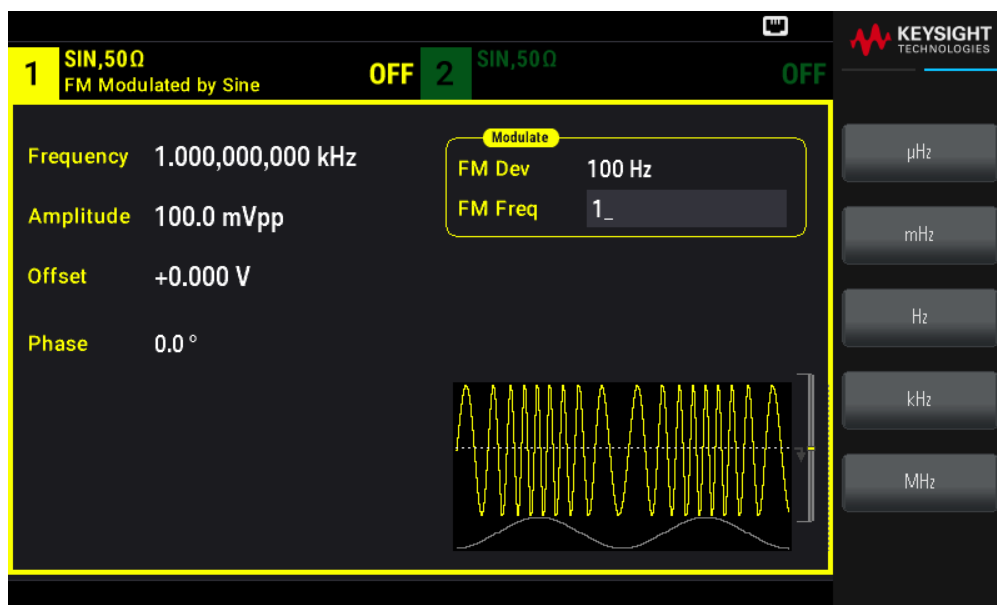 KEYSIGHT
TECHNOLOGIES
1 SIN,50Ω OFF
FM Modulated by Sine
2 SIN,50Ω OFF
Frequency 1.000,000,000 kHz
Amplitude 100.0 mVpp
Offset +0.000 V
Phase 0.0 °
Modulate
FM Dev 100 Hz
FM Freq 1_
µHz
mHz
Hz
kHz
MHz